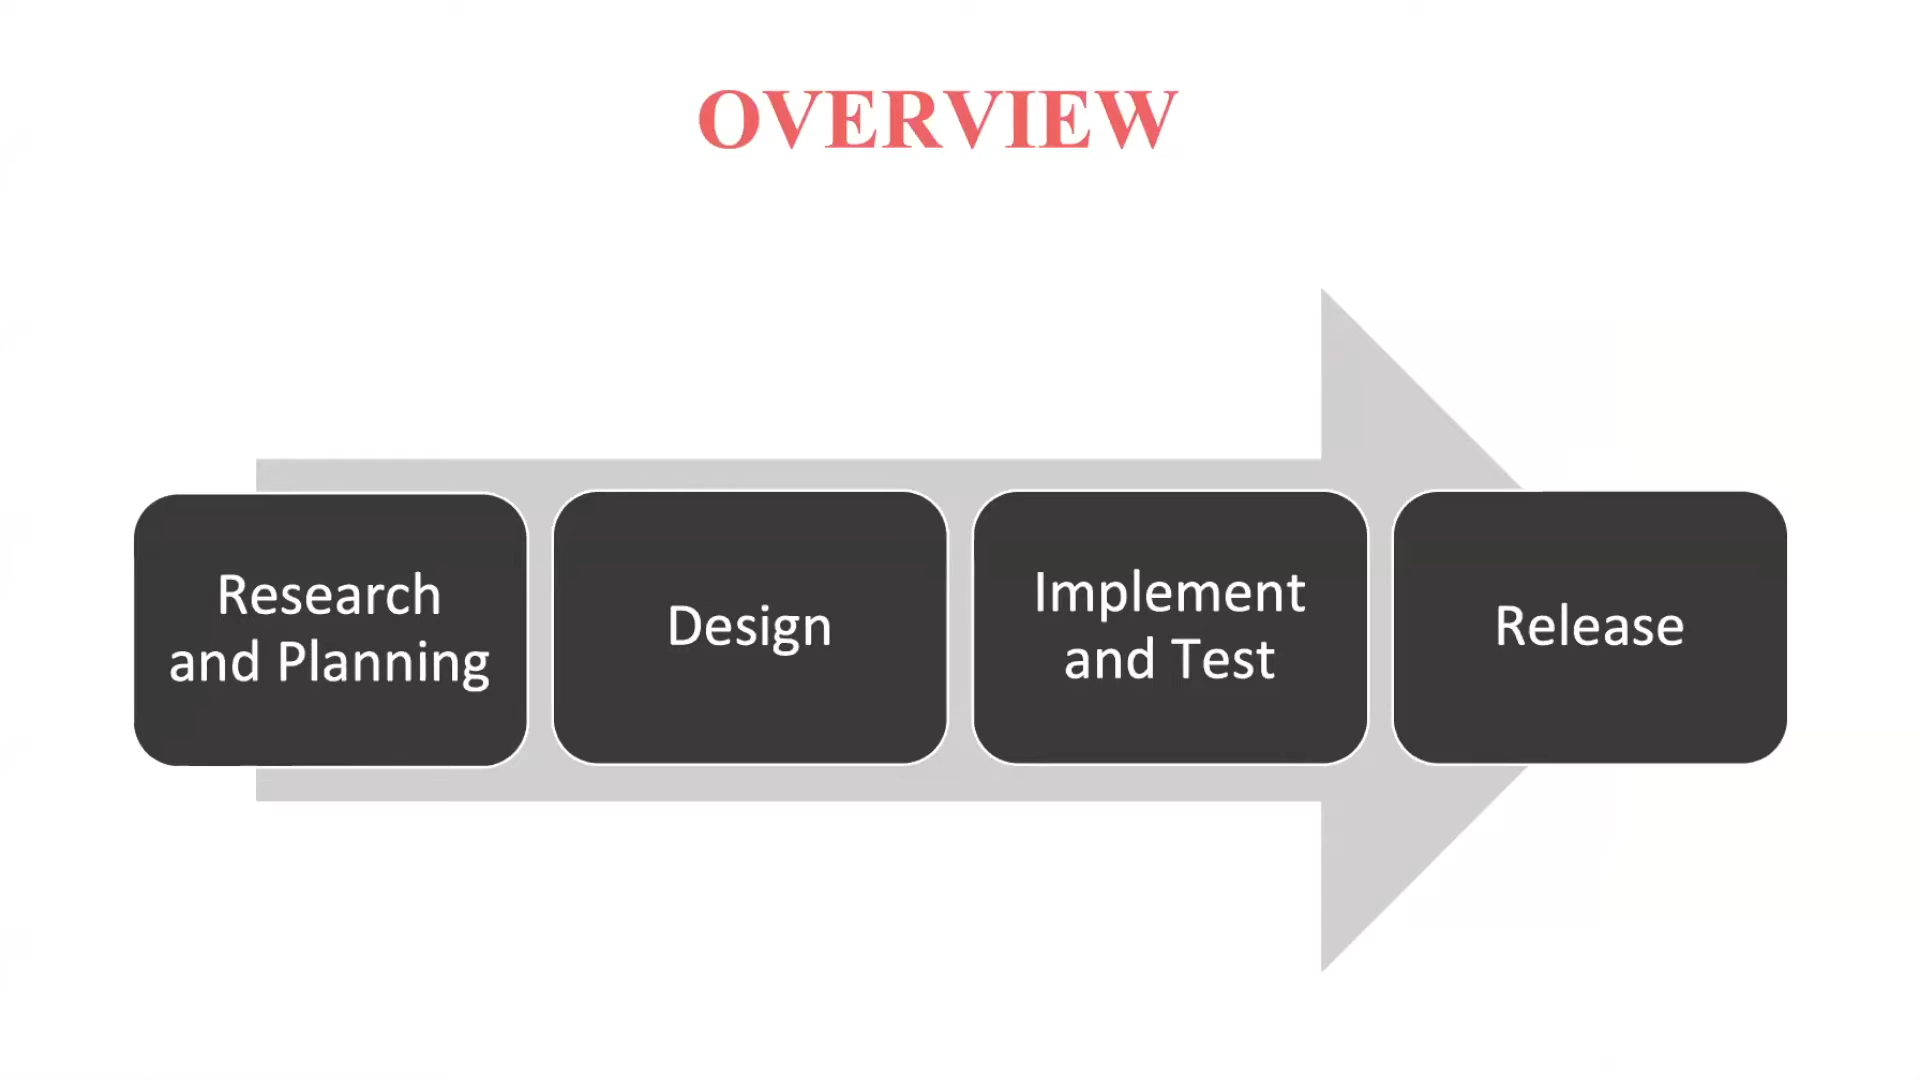 OVERVIEW
Research
and Planning
Design
Implement
and Test
Release